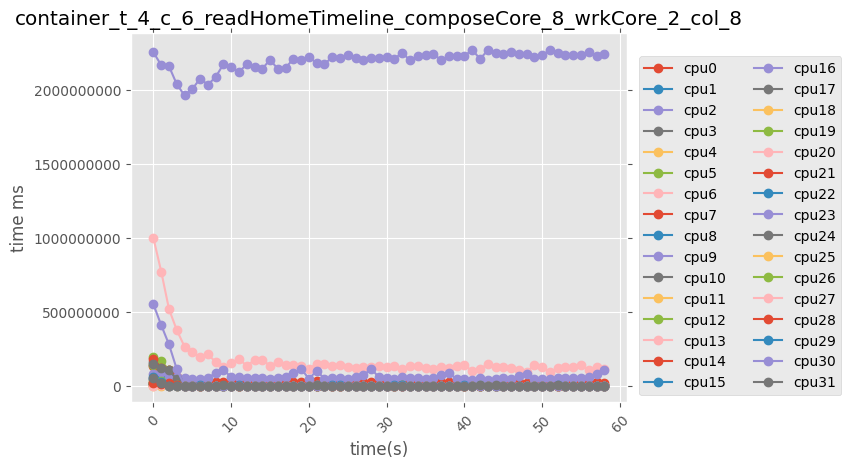 container_t_4_c_6_readHomeTimeline_composeCore_8_wrkCore_2_col_8
time ms
2000000000
1500000000
1000000000
500000000
0
0
10
20
30
40
50
60
time(s)
cpu0
cpu1
cpu2
cpu3
cpu4
cpu5
cpu6
cpu7
cpu8
cpu9
cpu10
cpu11
cpu12
cpu13
cpu14
cpu15
cpu16
cpu17
cpu18
cpu19
cpu20
cpu21
cpu22
cpu23
cpu24
cpu25
cpu26
cpu27
cpu28
cpu29
cpu30
cpu31